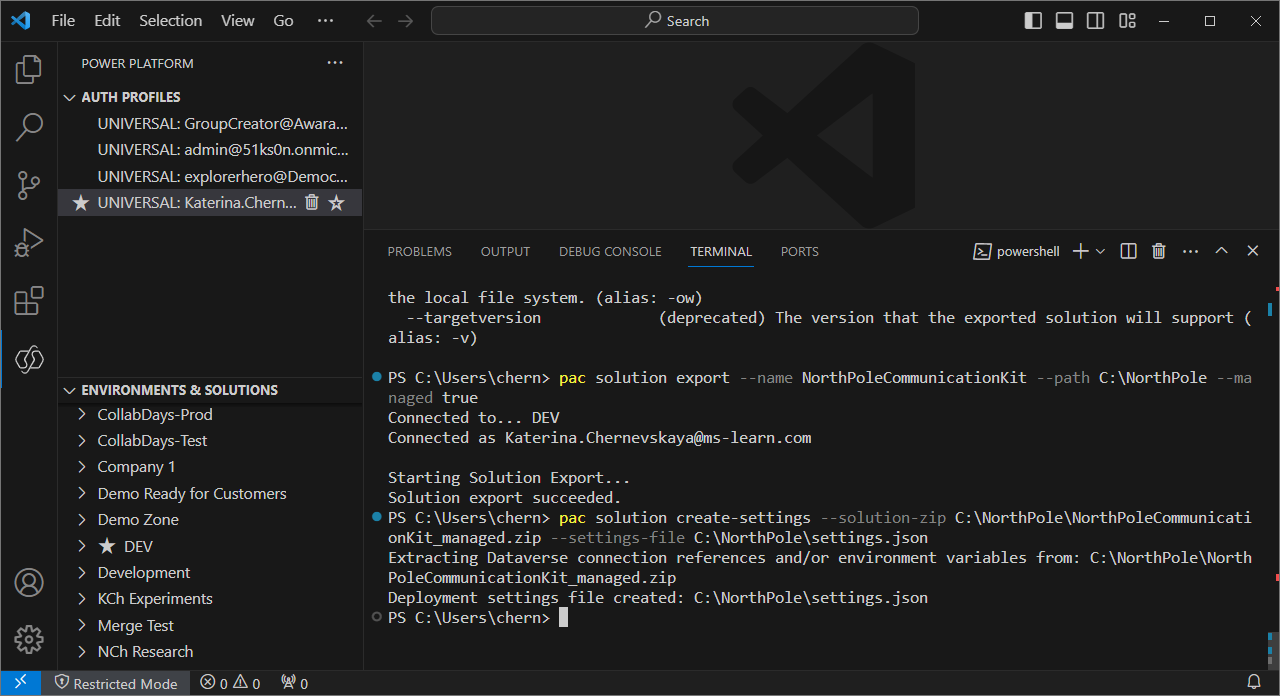 File Edit Selection View Go ···
Search
POWER PLATFORM ···
AUTH PROFILES
UNIVERSAL: GroupCreator@Awara...
UNIVERSAL: admin@51ks0n.onmic...
UNIVERSAL: explorerhero@Democ...
UNIVERSAL: Katerina.Chern...
ENVIRONMENTS & SOLUTIONS
CollabDays-Prod
CollabDays-Test
Company 1
Demo Ready for Customers
Demo Zone
DEV
Development
KCh Experiments
Merge Test
NCh Research
PROBLEMS OUTPUT DEBUG CONSOLE TERMINAL PORTS powershell ···
the local file system. (alias: -ow)
--targetversion (deprecated) The version that the exported solution will support (
alias: -v)
PS C:\Users\chern> pac solution export --name NorthPoleCommunicationKit --path C:\NorthPole --ma
naged true
Connected to... DEV
Connected as Katerina.Chernevskaya@ms-learn.com
Starting Solution Export...
Solution export succeeded.
PS C:\Users\chern> pac solution create-settings --solution-zip C:\NorthPole\NorthPoleCommunicati
onKit_managed.zip --settings-file C:\NorthPole\settings.json
Extracting Dataverse connection references and/or environment variables from: C:\NorthPole\North
PoleCommunicationKit_managed.zip
Deployment settings file created: C:\NorthPole\settings.json
PS C:\Users\chern>
Restricted Mode 0 0 0